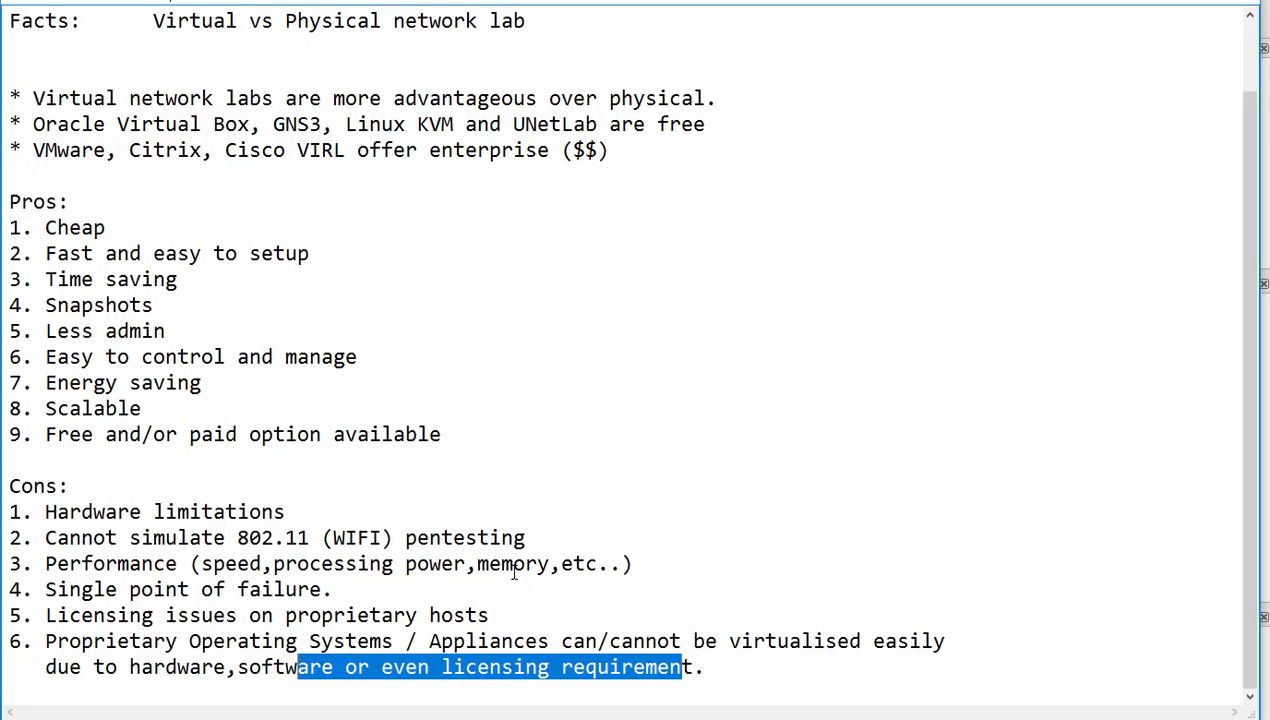 Facts:      Virtual vs Physical network lab
* Virtual network labs are more advantageous over physical.
* Oracle Virtual Box, GNS3, Linux KVM and UNetLab are free
* VMware, Citrix, Cisco VIRL offer enterprise ($$)
Pros:
1. Cheap
2. Fast and easy to setup
3. Time saving
4. Snapshots
5. Less admin
6. Easy to control and manage
7. Energy saving
8. Scalable
9. Free and/or paid option available
Cons:
1. Hardware limitations
2. Cannot simulate 802.11 (WIFI) pentesting
3. Performance (speed,processing power,memory,etc..)
4. Single point of failure.
5. Licensing issues on proprietary hosts
6. Proprietary Operating Systems / Appliances can/cannot be virtualised easily
due to hardware,software or even licensing requirement.